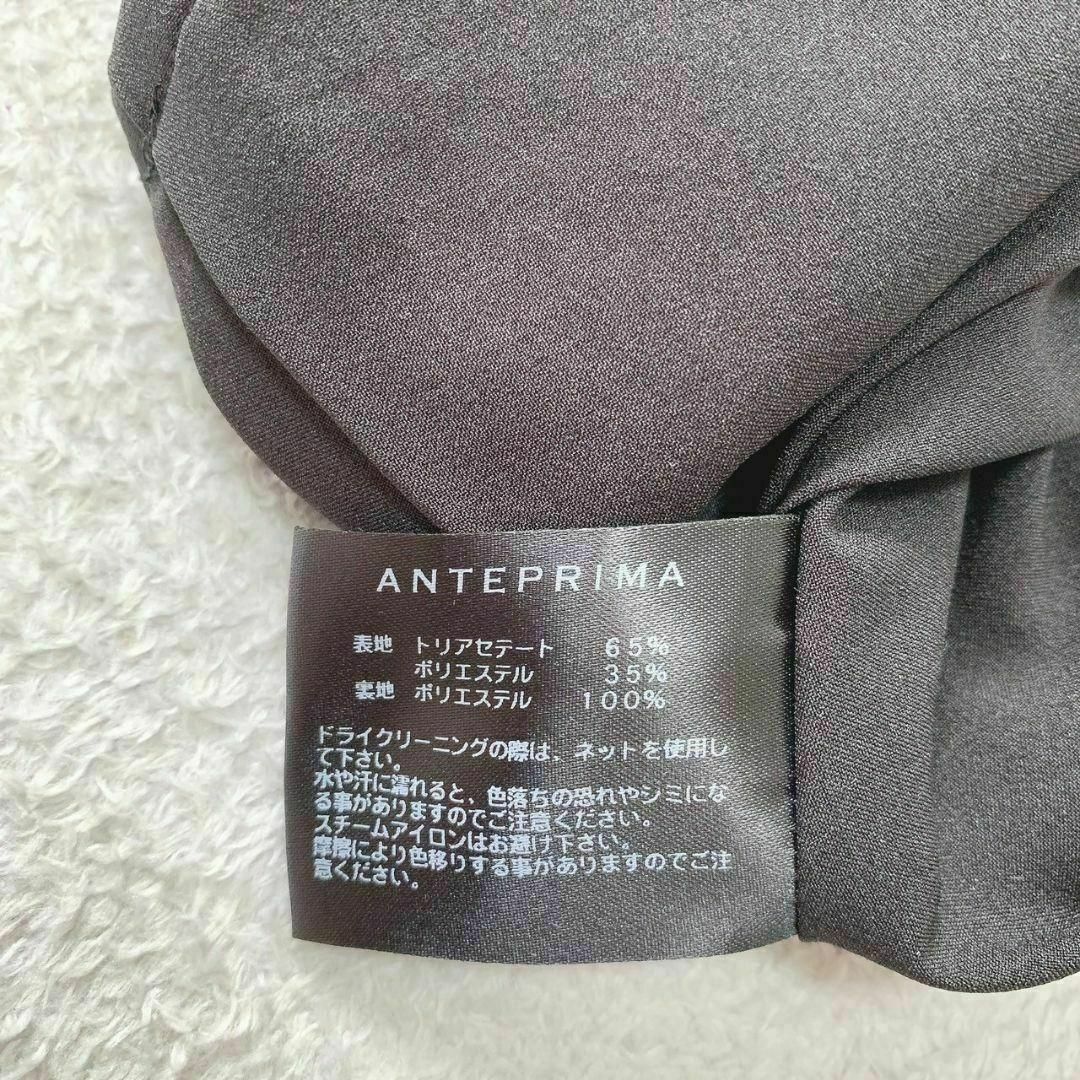 ANTEPRIMA
表地 トリアセテート 65%
ポリエステル 35%
裏地 ポリエステル 100%
ドライクリーニングの際は、ネットを使用し
て下さい。
水や汗に濡れると、色落ちの恐れやシミにな
る事がありますのでご注意ください。
スチームアイロンはお避け下さい。
摩擦により色移りする事がありますのでご注
意ください。